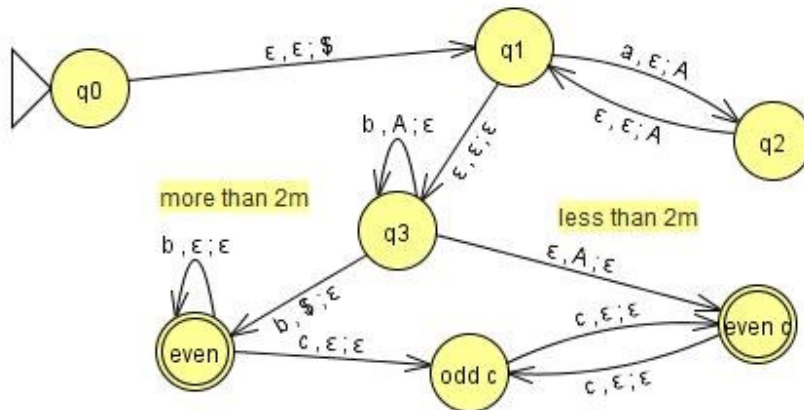 ε, ε; $
q1
a, ε; A
q0
ε, ε; A
b, A; ε
ε, ε; ε
q2
more than 2m
less than 2m
q3
b, ε; ε
ε, A; ε
b, $; ε
c, ε; ε
even c
even
c, ε; ε
odd c
c, ε; ε